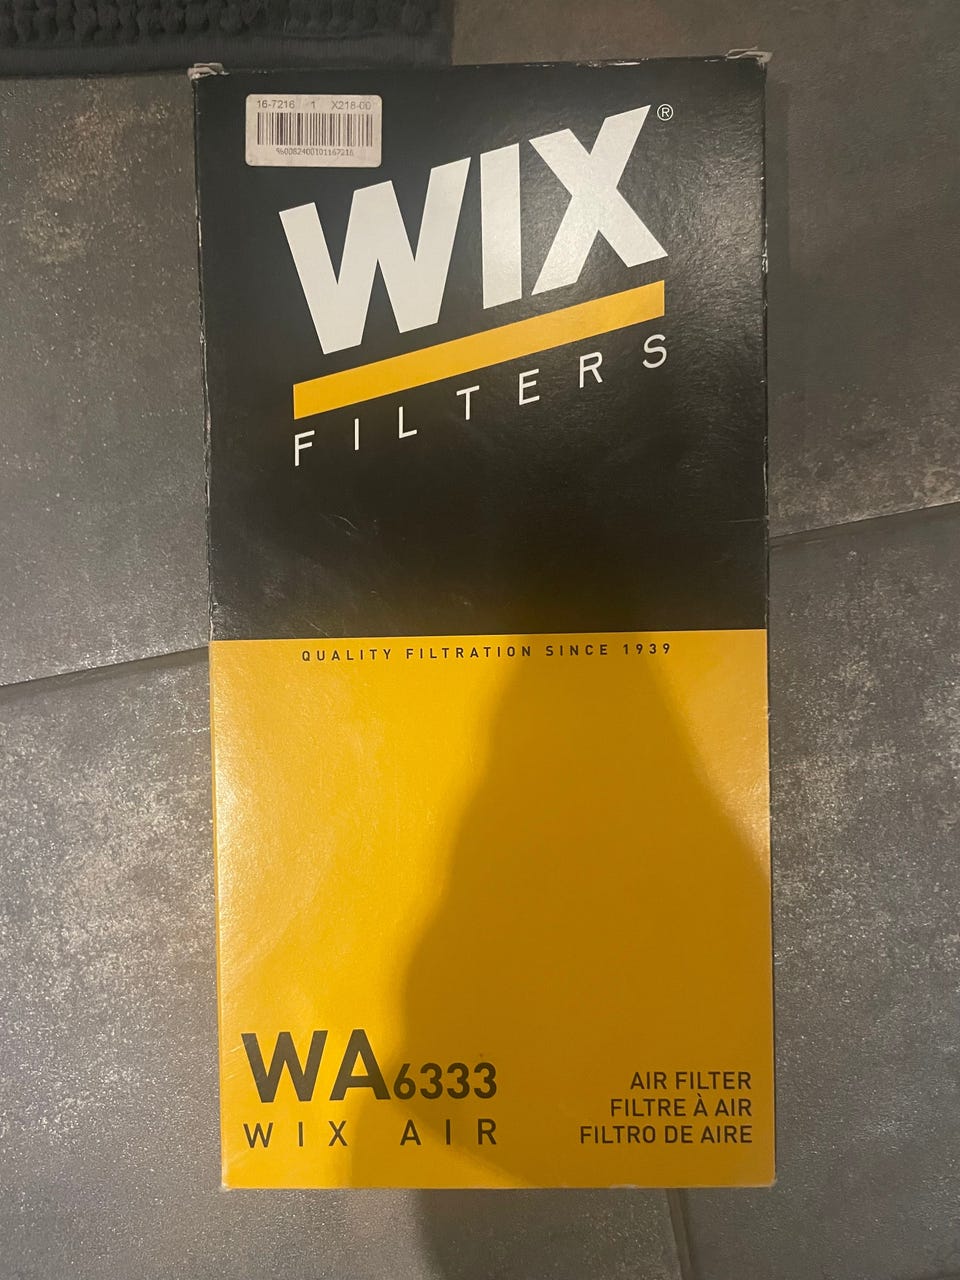 16-7216 1 X218-00
WIX®
FILTERS
QUALITY FILTRATION SINCE 1939
WA6333
WIX AIR
AIR FILTER
FILTRE À AIR
FILTRO DE AIRE